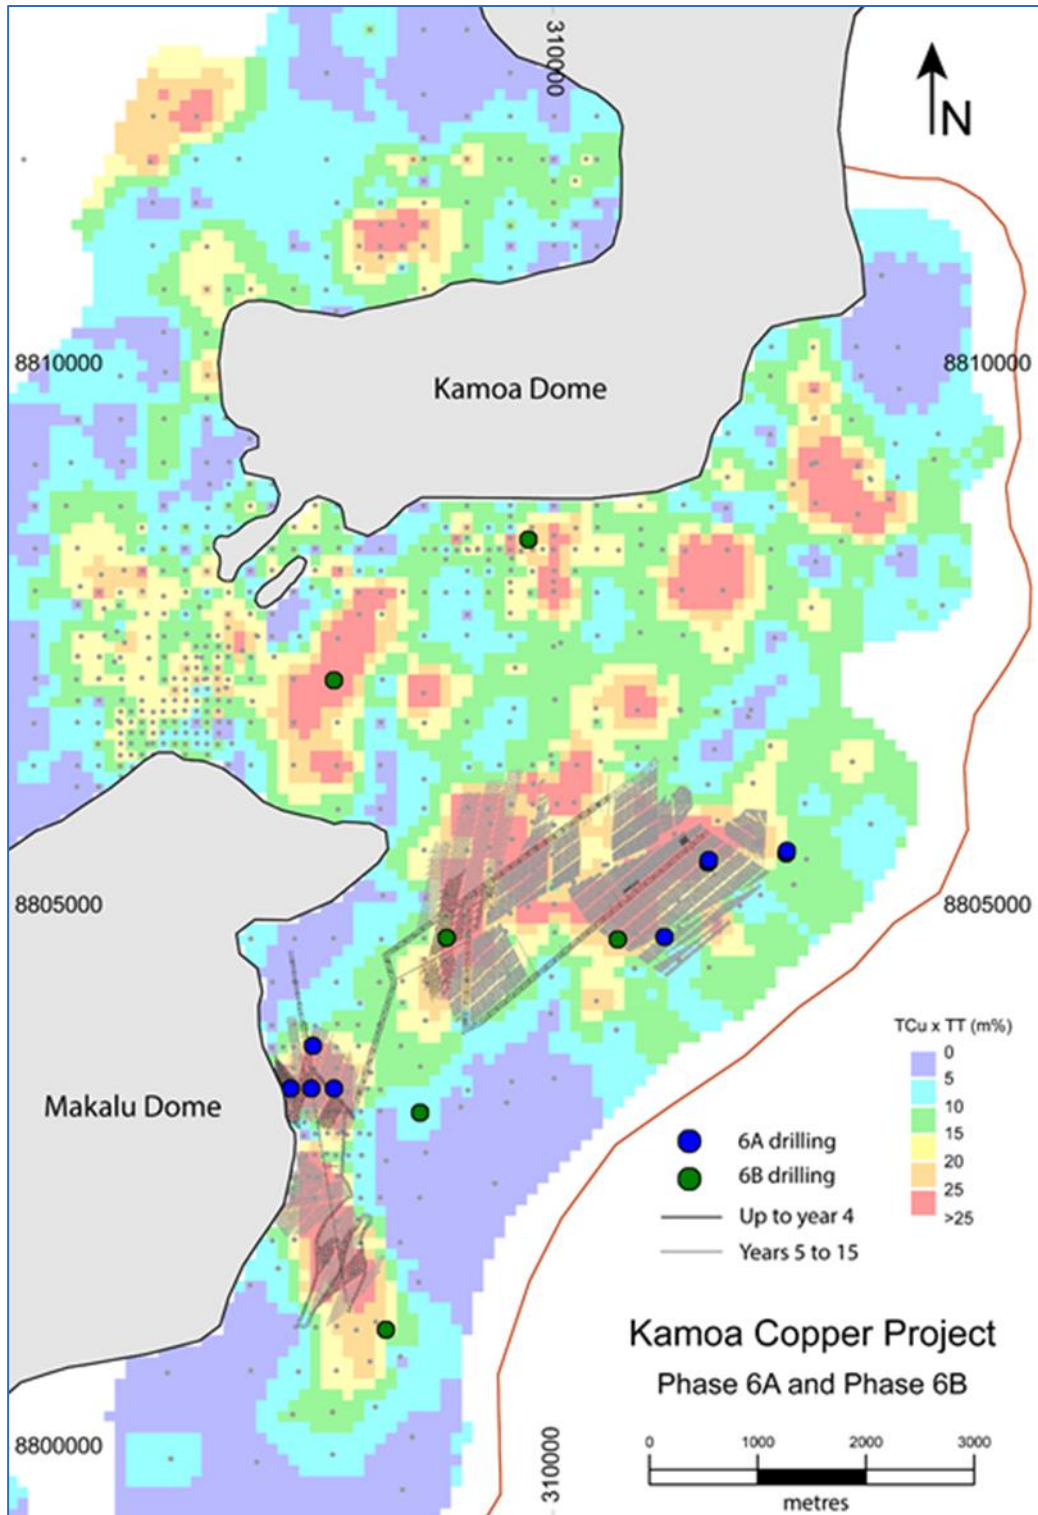 310000
N
8810000
8810000
Kamoa Dome
8805000
8805000
TCu x TT (m%)
0
5
10
15
20
25
>25
Makalu Dome
6A drilling
6B drilling
Up to year 4
Years 5 to 15
Kamoa Copper Project
Phase 6A and Phase 6B
8800000
310000
0 1000 2000 3000
metres